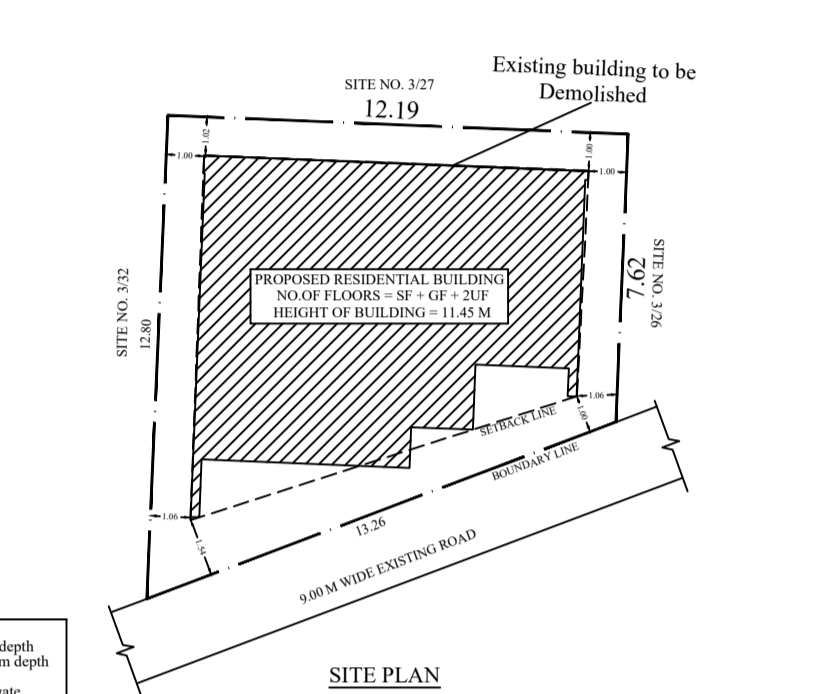 Existing building to be
Demolished
SITE NO. 3/27
12.19
1.02
1.00
1.00
1.00
SITE NO. 3/32
12.80
PROPOSED RESIDENTIAL BUILDING
NO.OF FLOORS = SF + GF + 2UF
HEIGHT OF BUILDING = 11.45 M
7.62
SITE NO. 3/26
1.06
1.00
SETBACK LINE
BOUNDARY LINE
1.06
1.54
13.26
9.00 M WIDE EXISTING ROAD
depth
m depth
vate
SITE PLAN